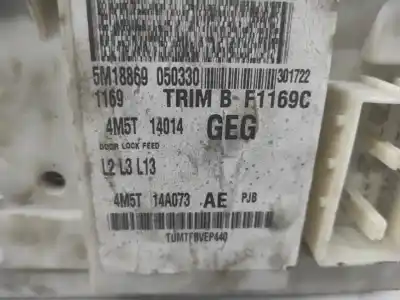 5M18869 050330 301722
1169 TRIM B- F1169C
4M5T 14014 GEG
DOOR LOCK FEED
L2 L3 L13
4M5T 14A073 AE PJB
TUMTFBVEP440